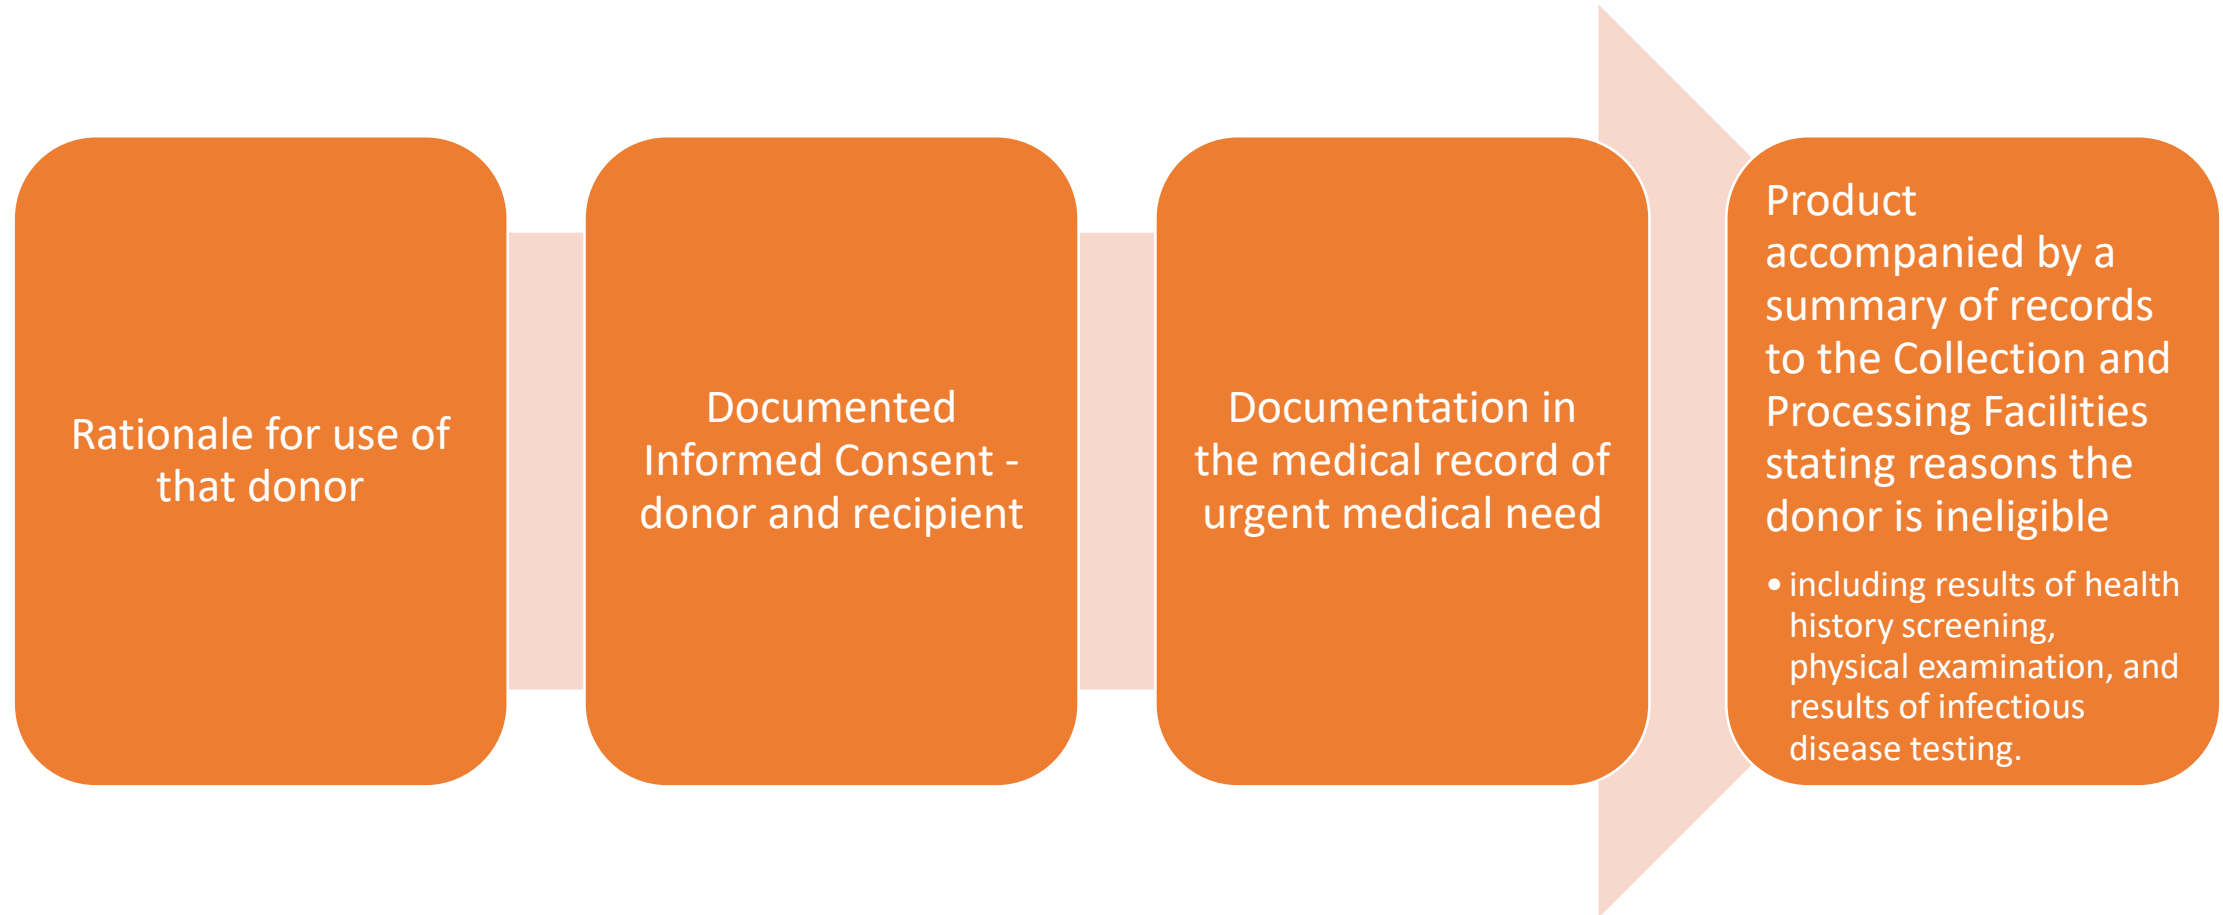 Rationale for use of
that donor
Documented
Informed Consent -
donor and recipient
Documentation in
the medical record of
urgent medical need
Product
accompanied by a
summary of records
to the Collection and
Processing Facilities
stating reasons the
donor is ineligible
• including results of health
history screening,
physical examination, and
results of infectious
disease testing.